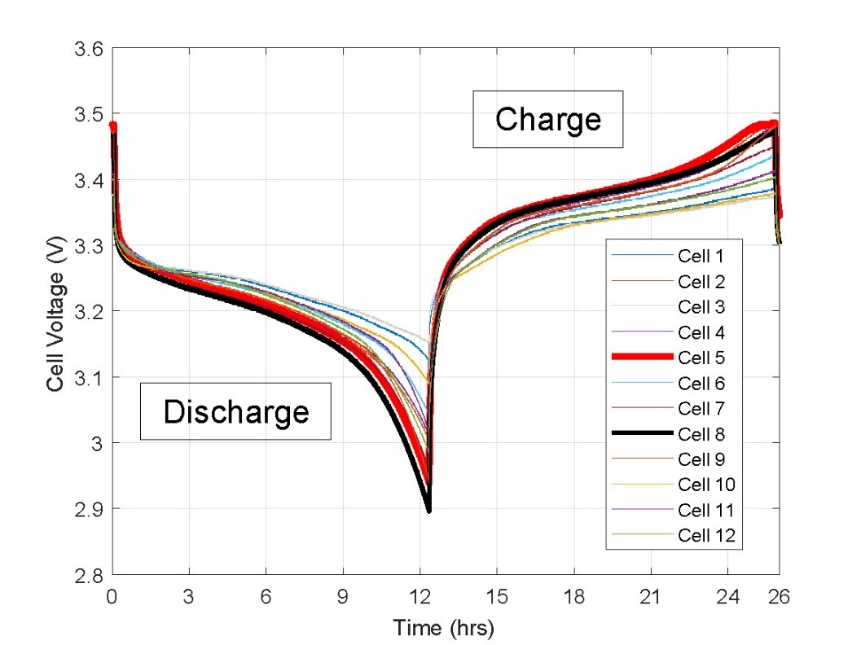 3.6
3.5
3.4
3.3
3.2
3.1
3
2.9
2.8
Cell Voltage (V)
Charge
Discharge
Cell 1
Cell 2
Cell 3
Cell 4
Cell 5
Cell 6
Cell 7
Cell 8
Cell 9
Cell 10
Cell 11
Cell 12
0 3 6 9 12 15 18 21 24 26
Time (hrs)